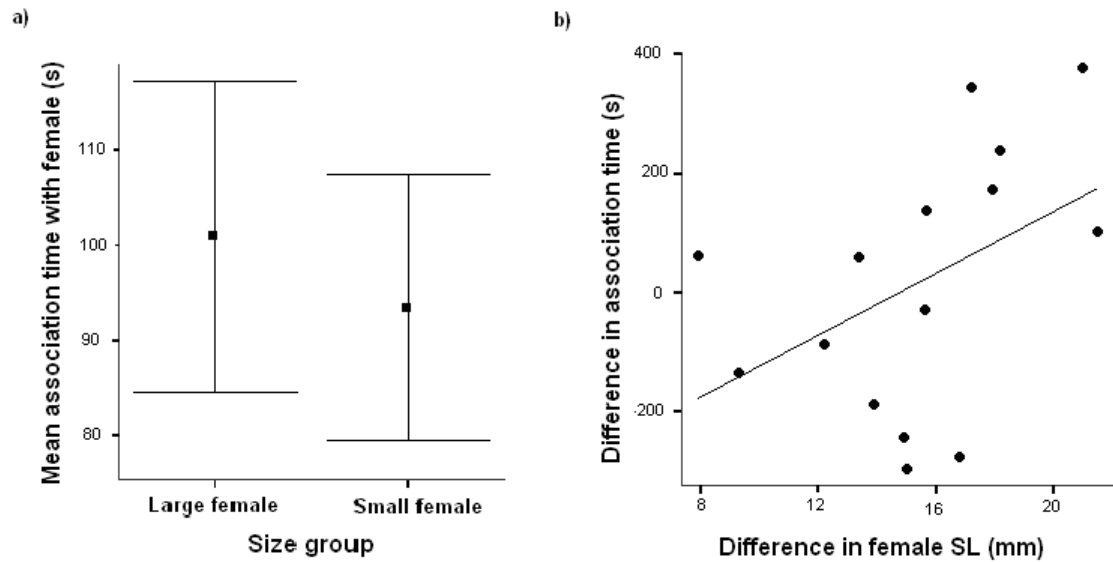 a)
Mean association time with female (s)
110
100
90
80
Large female
Small female
Size group
b)
Difference in association time (s)
400
200
0
-200
8
12
16
20
Difference in female SL (mm)